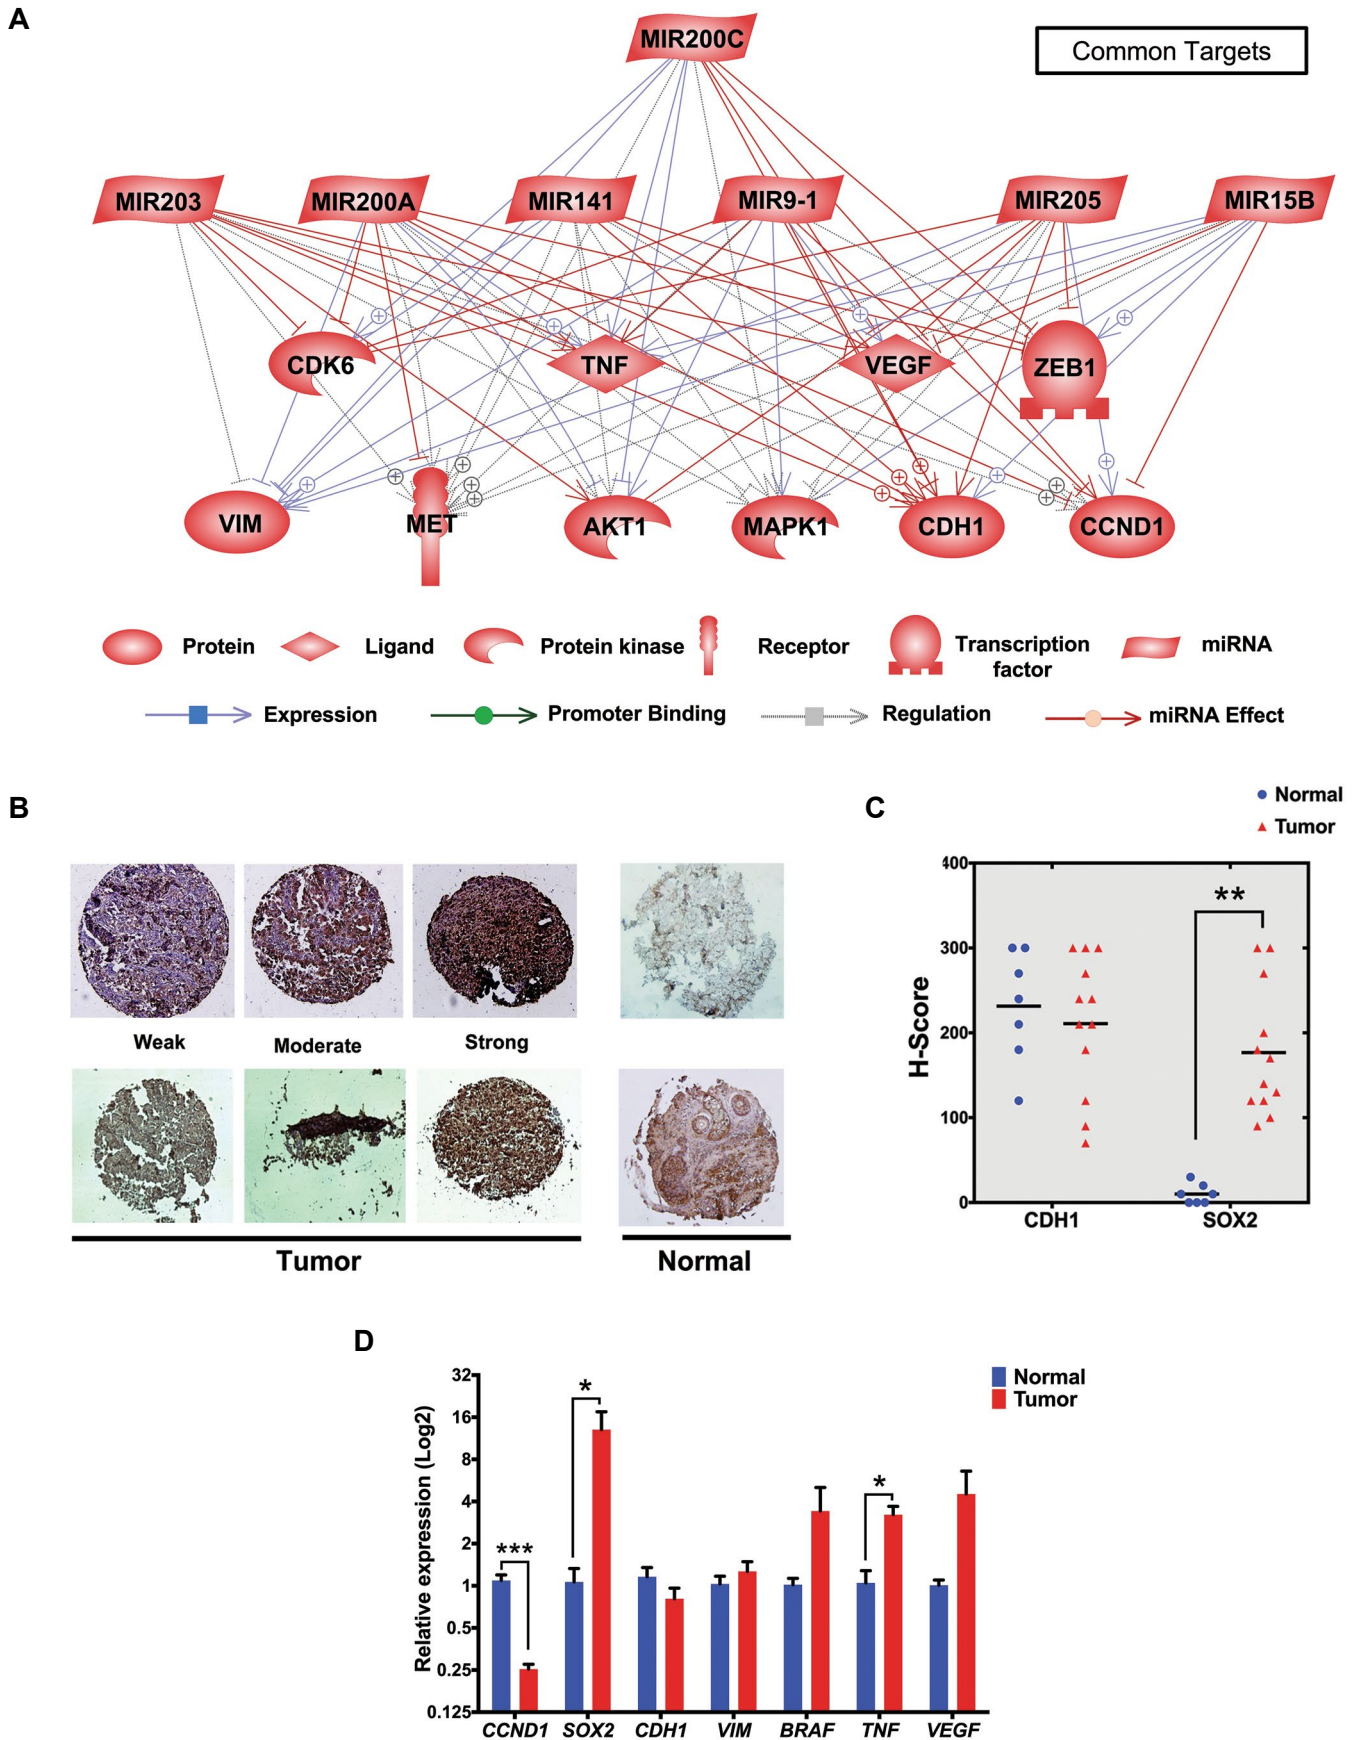 A
MIR200C
Common Targets
MIR203 MIR200A MIR141 MIR9-1 MIR205 MIR15B
CDK6 TNF VEGF ZEB1
VIM MET AKT1 MAPK1 CDH1 CCND1
Protein Ligand Protein kinase Receptor Transcription factor miRNA
Expression Promoter Binding Regulation miRNA Effect
B
Weak Moderate Strong
Tumor Normal
C
Normal
Tumor
H-Score
400
300
200
100
0
**
CDH1 SOX2
D
Normal
Tumor
Relative expression (Log2)
32
16
8
4
2
1
0.5
0.25
0.125
***
*
*
CCND1 SOX2 CDH1 VIM BRAF TNF VEGF